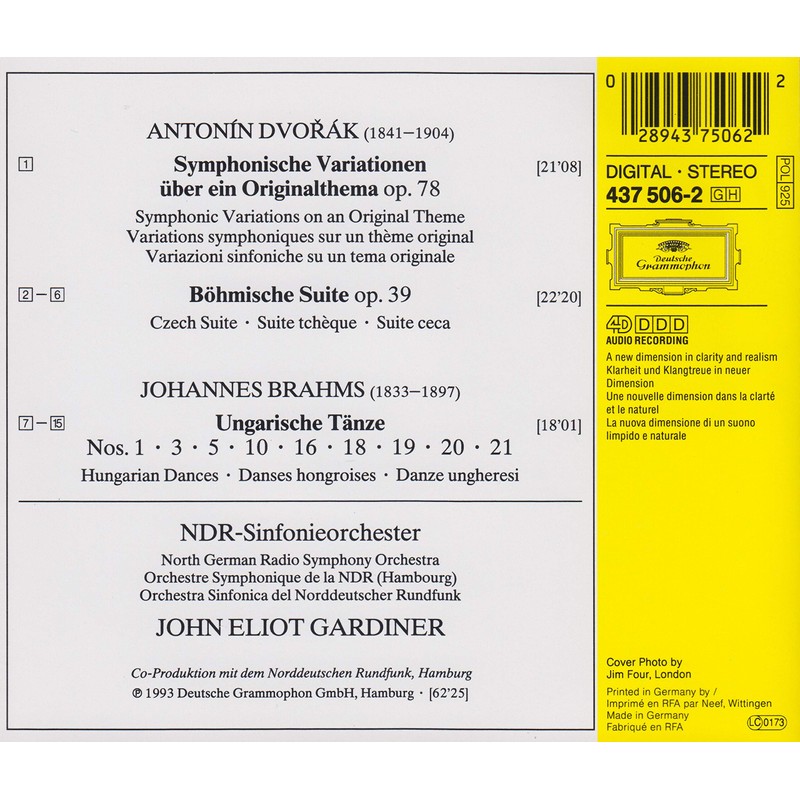 ANTONÍN DVOŘÁK (1841–1904)
1 Symphonische Variationen [21'08]
über ein Originalthema op. 78
Symphonic Variations on an Original Theme
Variations symphoniques sur un thème original
Variazioni sinfoniche su un tema originale
2 – 6 Böhmische Suite op. 39 [22'20]
Czech Suite · Suite tchèque · Suite ceca
JOHANNES BRAHMS (1833–1897)
7 – 15 Ungarische Tänze [18'01]
Nos. 1 · 3 · 5 · 10 · 16 · 18 · 19 · 20 · 21
Hungarian Dances · Danses hongroises · Danze ungheresi
NDR-Sinfonieorchester
North German Radio Symphony Orchestra
Orchestre Symphonique de la NDR (Hambourg)
Orchestra Sinfonica del Norddeutscher Rundfunk
JOHN ELIOT GARDINER
Co-Produktion mit dem Norddeutschen Rundfunk, Hamburg
℗ 1993 Deutsche Grammophon GmbH, Hamburg · [62'25]
0 28943 75062 2
DIGITAL · STEREO
437 506-2 GH
POL 925
Deutsche
Grammophon
4D DDD
AUDIO RECORDING
A new dimension in clarity and realism
Klarheit und Klangtreue in neuer
Dimension
Une nouvelle dimension dans la clarté
et le naturel
La nuova dimensione di un suono
limpido e naturale
Cover Photo by
Jim Four, London
Printed in Germany by /
Imprimé en RFA par Neef, Wittingen
Made in Germany
Fabriqué en RFA
LC 0173